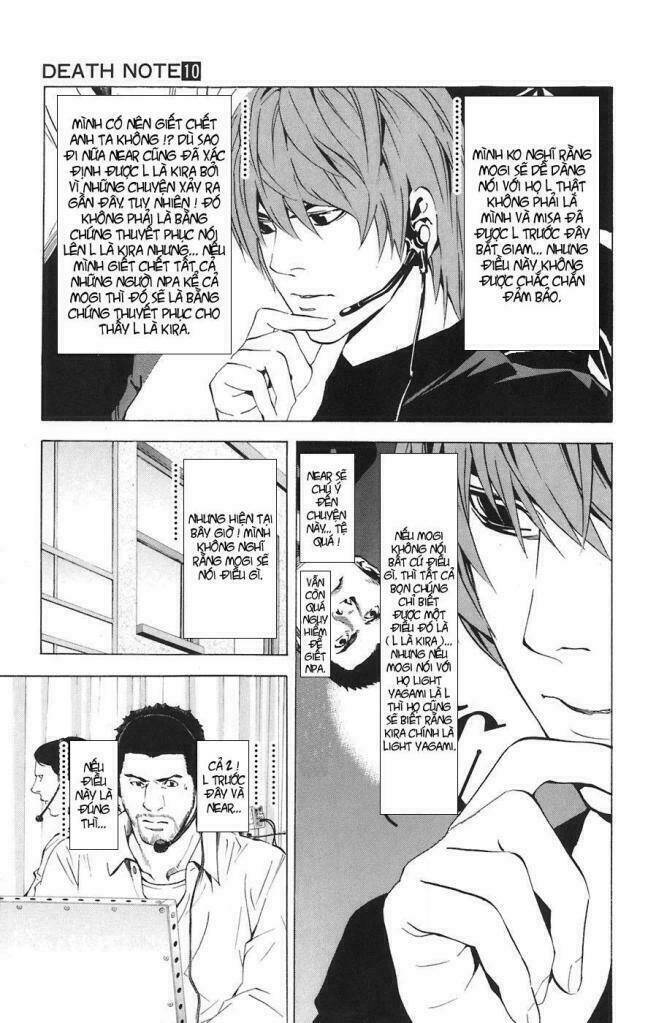 DEATH NOTE 10
MÌNH KO NGHĨ RẰNG
MOGI SẼ DỄ DÀNG
NÓI VỚI HỌ L THẬT
KHÔNG PHẢI LÀ
MÌNH VÀ MISA ĐÃ
ĐƯỢC L TRƯỚC ĐÂY
BẮT GIAM... NHƯNG
ĐIỀU NÀY KHÔNG
ĐƯỢC CHẮC CHẮN
ĐẢM BẢO.
MÌNH CÓ NÊN GIẾT CHẾT
ANH TA KHÔNG !? DÙ SAO
ĐI NỮA NEAR CŨNG ĐÃ XÁC
ĐỊNH ĐƯỢC L LÀ KIRA BỞI
VÌ NHỮNG CHUYỆN XẢY RA
GẦN ĐÂY. TUY NHIÊN ! ĐÓ
KHÔNG PHẢI LÀ BẰNG
CHỨNG THUYẾT PHỤC NÓI
LÊN L LÀ KIRA NHƯNG... NẾU
MÌNH GIẾT CHẾT TẤT CẢ
NHỮNG NGƯỜI NPA KỂ CẢ
MOGI THÌ ĐÓ SẼ LÀ BẰNG
CHỨNG THUYẾT PHỤC CHO
THẤY L LÀ KIRA.
NẾU MOGI
KHÔNG NÓI
BẤT CỨ ĐIỀU
GÌ. THÌ TẤT CẢ
BỌN CHÚNG
CHỈ BIẾT
ĐƯỢC MỘT
ĐIỀU ĐÓ LÀ
( L LÀ KIRA )...
NHƯNG NẾU
MOGI NÓI VỚI
HỌ LIGHT
YAGAMI LÀ L
THÌ HỌ CŨNG
SẼ BIẾT RẰNG
KIRA CHÍNH LÀ
LIGHT YAGAMI.
NEAR SẼ
CHÚ Ý
ĐẾN
CHUYỆN
NÀY... TỆ
QUÁ !
VẪN
CÒN
QUÁ
NGUY
HIỂM ĐỂ
GIẾT
NPA.
NHƯNG HIỆN TẠI
BÂY GIỜ ! MÌNH
KHÔNG NGHĨ
RẰNG MOGI SẼ
NÓI ĐIỀU GÌ.
CẢ 2 !
L TRƯỚC
ĐÂY VÀ
NEAR...
NẾU
ĐIỀU
NÀY LÀ
ĐÚNG
THÌ...